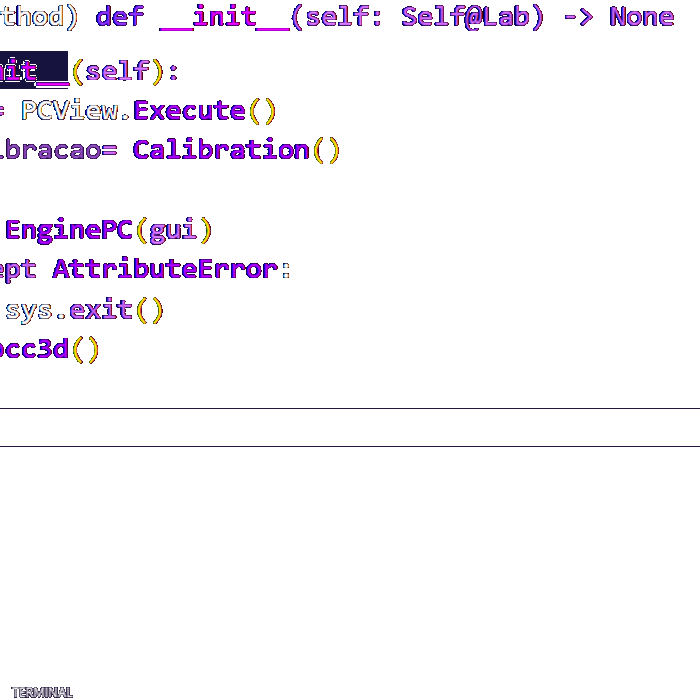 thod) def __init__(self: Self@Lab) -> None
nit__(self):
= PCView.Execute()
ibracao= Calibration()
EnginePC(gui)
ept AttributeError:
sys.exit()
occ3d()
TERMINAL